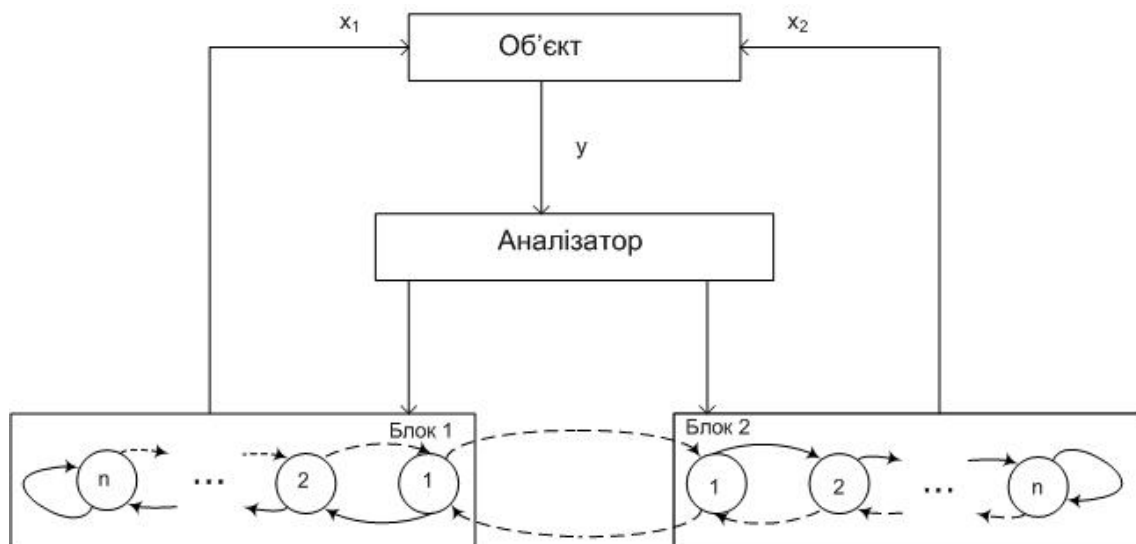 x₁
Об’єкт
x₂
y
Аналізатор
Блок 1
Блок 2
n ... 2 1
1 2 ... n